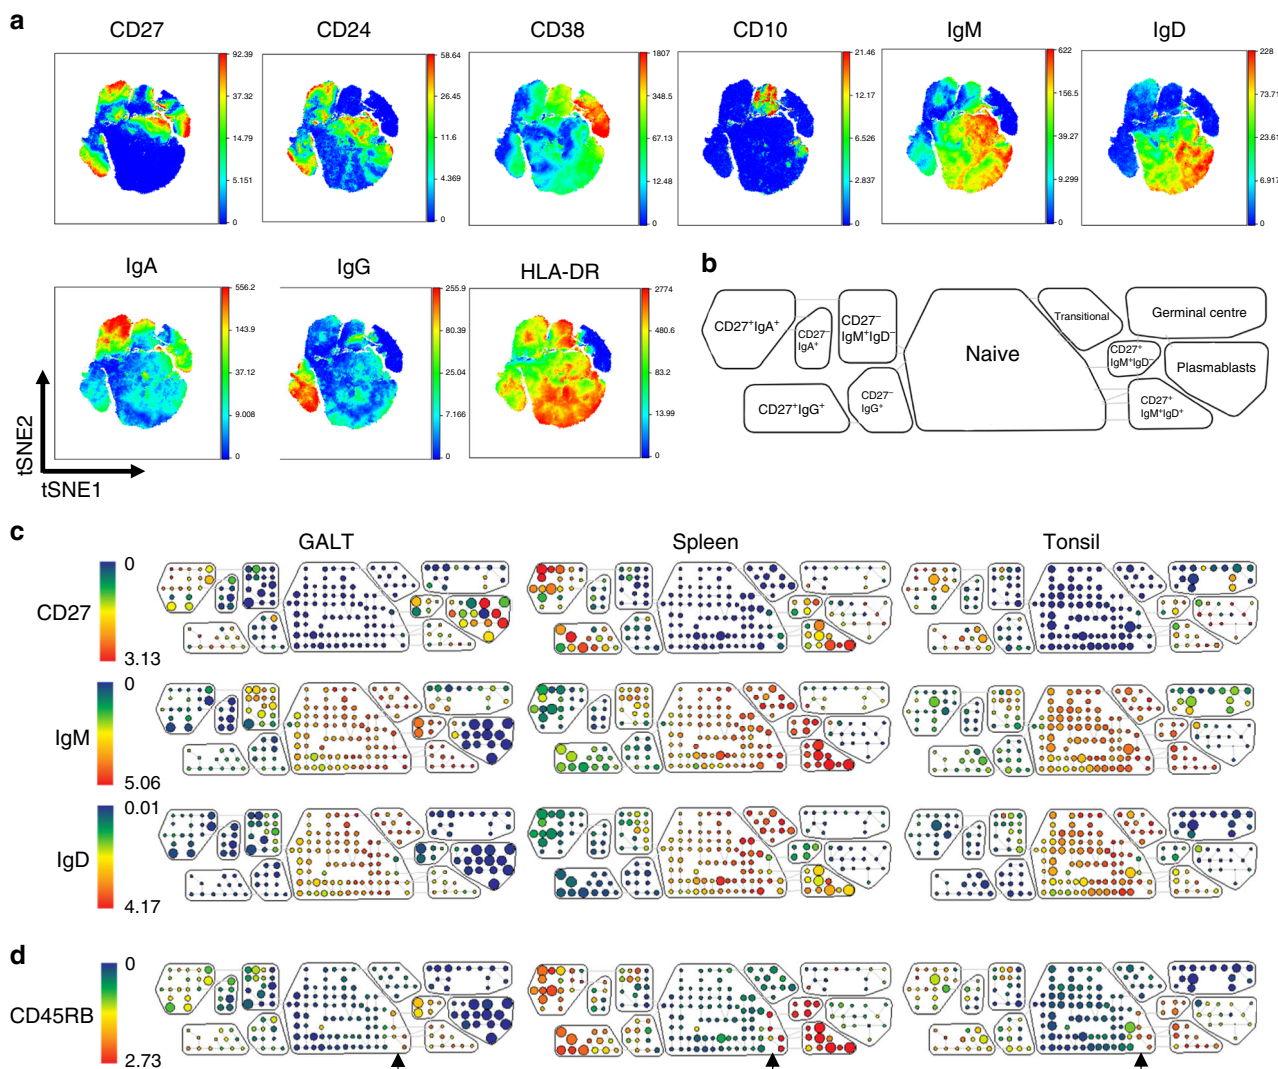 a
CD27
CD24
CD38
CD10
IgM
IgD
92.39
37.32
14.79
5.151
0
58.64
26.45
11.6
4.369
0
1807
348.5
67.13
12.48
0
21.46
12.17
6.526
2.837
0
622
156.5
39.27
9.299
0
228
73.71
23.61
6.917
0
IgA
IgG
HLA-DR
556.2
143.9
37.12
9.008
0
255.9
80.39
25.04
7.166
0
2774
480.6
83.2
13.99
0
tSNE2
tSNE1
b
CD27⁺IgA⁺
CD27⁻
IgA⁺
CD27⁻
IgM⁺IgD⁻
Naive
Transitional
Germinal centre
CD27⁺
IgM⁺IgD⁻
Plasmablasts
CD27⁺IgG⁺
CD27⁻
IgG⁺
CD27⁺
IgM⁺IgD⁺
c
GALT
Spleen
Tonsil
CD27
0
3.13
IgM
0
5.06
IgD
0.01
4.17
d
CD45RB
0
2.73